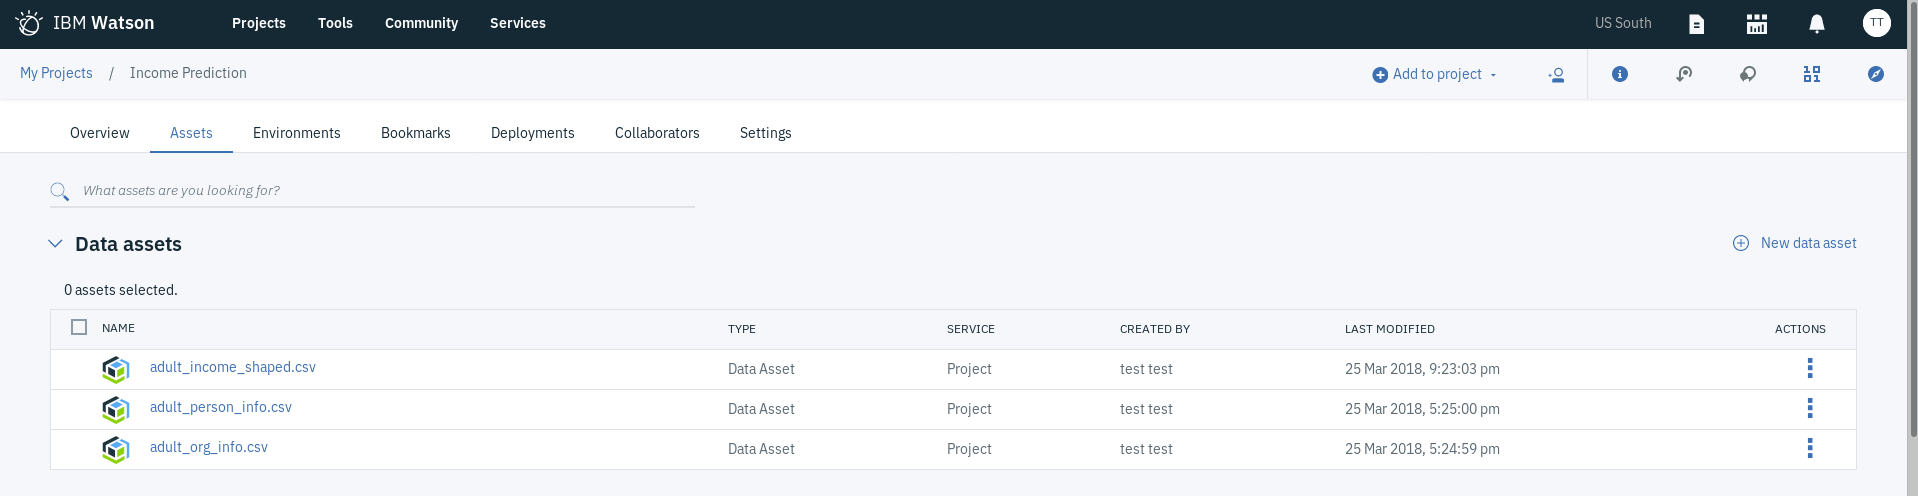 IBM Watson Projects Tools Community Services US South TT
My Projects / Income Prediction Add to project
Overview Assets Environments Bookmarks Deployments Collaborators Settings
What assets are you looking for?
Data assets New data asset
0 assets selected.
NAME TYPE SERVICE CREATED BY LAST MODIFIED ACTIONS
adult_income_shaped.csv Data Asset Project test test 25 Mar 2018, 9:23:03 pm
adult_person_info.csv Data Asset Project test test 25 Mar 2018, 5:25:00 pm
adult_org_info.csv Data Asset Project test test 25 Mar 2018, 5:24:59 pm